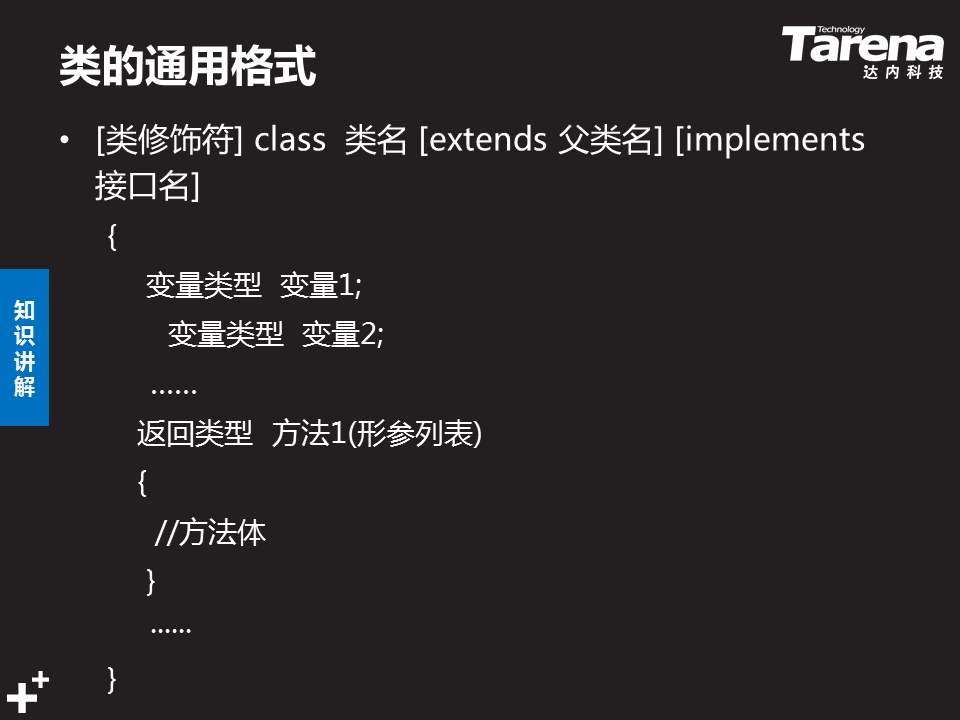 类的通用格式
Technology
Tarena
达内科技
• [类修饰符] class 类名 [extends 父类名] [implements
接口名]
{
变量类型 变量1;
变量类型 变量2;
……
返回类型 方法1(形参列表)
{
//方法体
}
……
}
知
识
讲
解